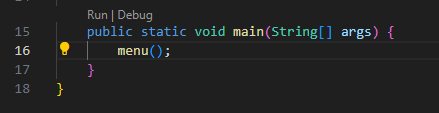 Run | Debug
15 public static void main(String[] args) {
16 menu();
17 }
18 }